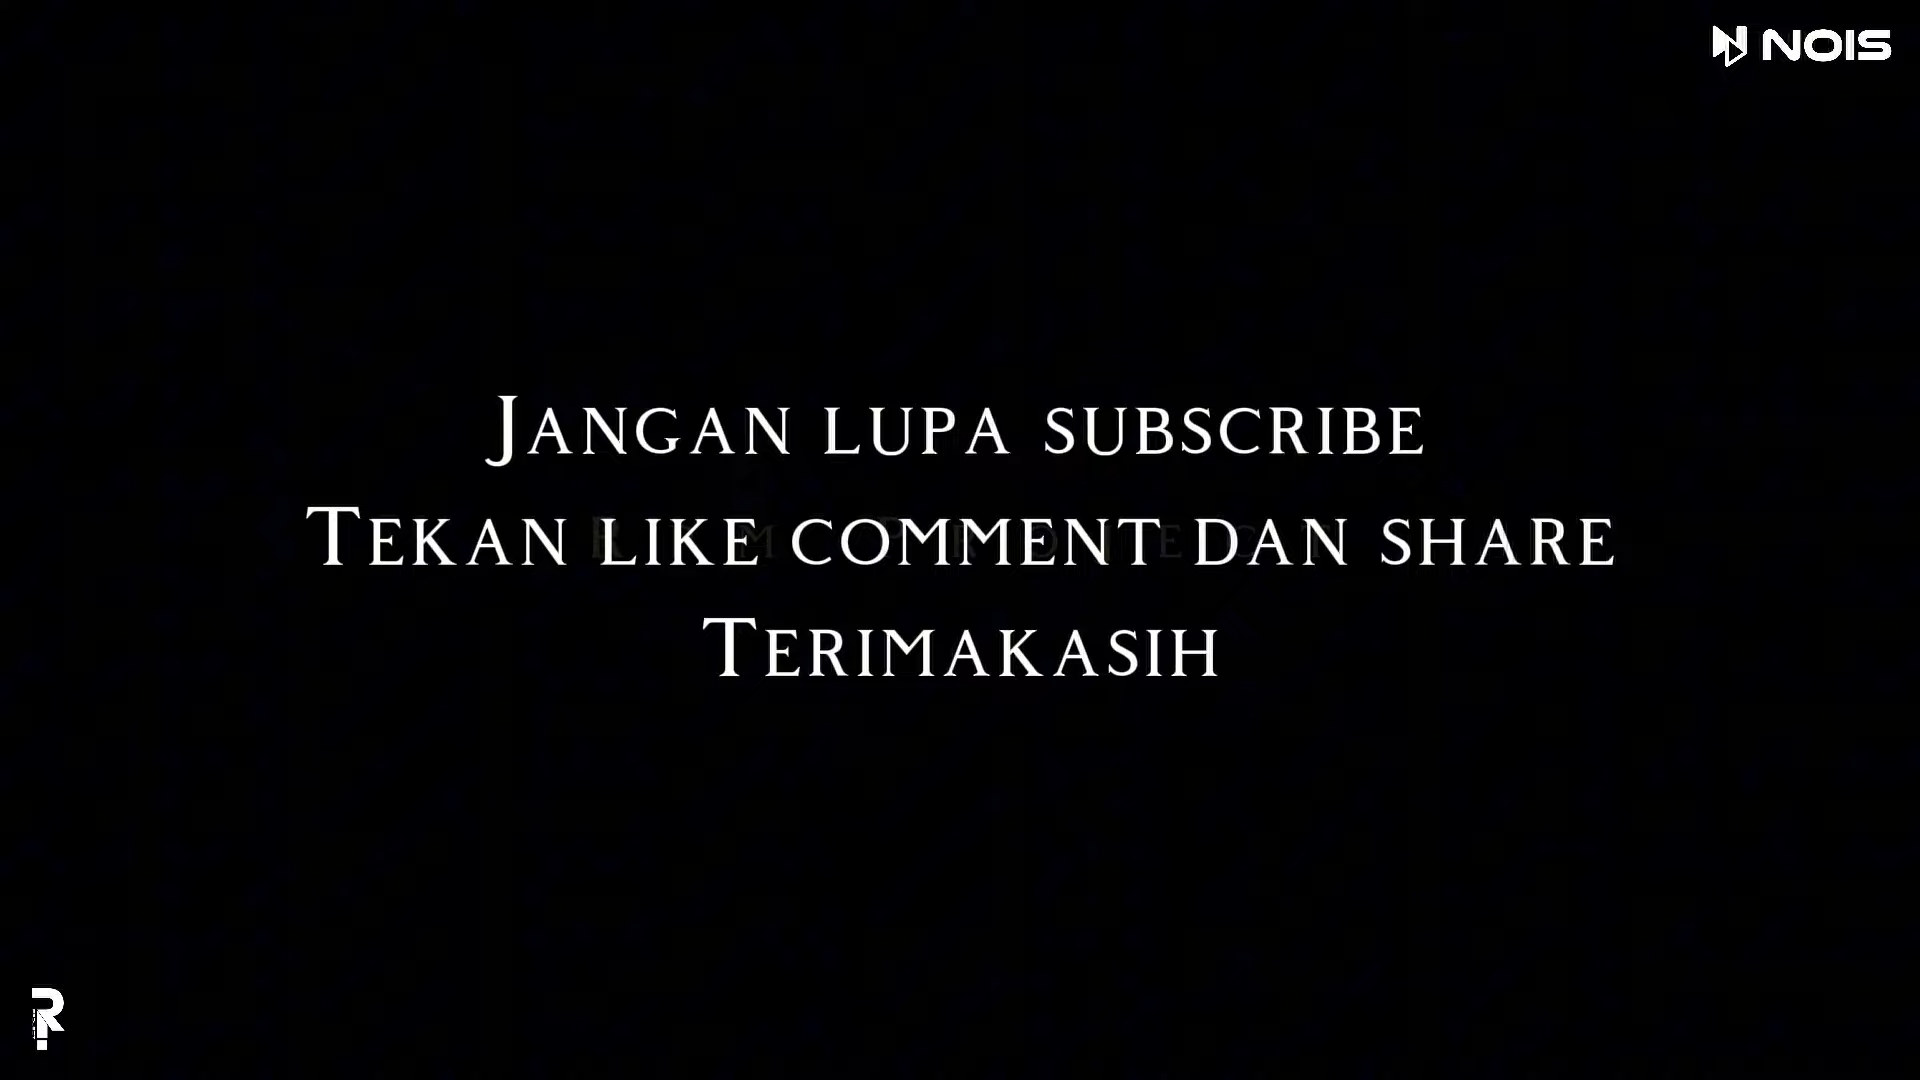 NOIS
Jangan lupa subscribe
Tekan like comment dan share
Terimakasih